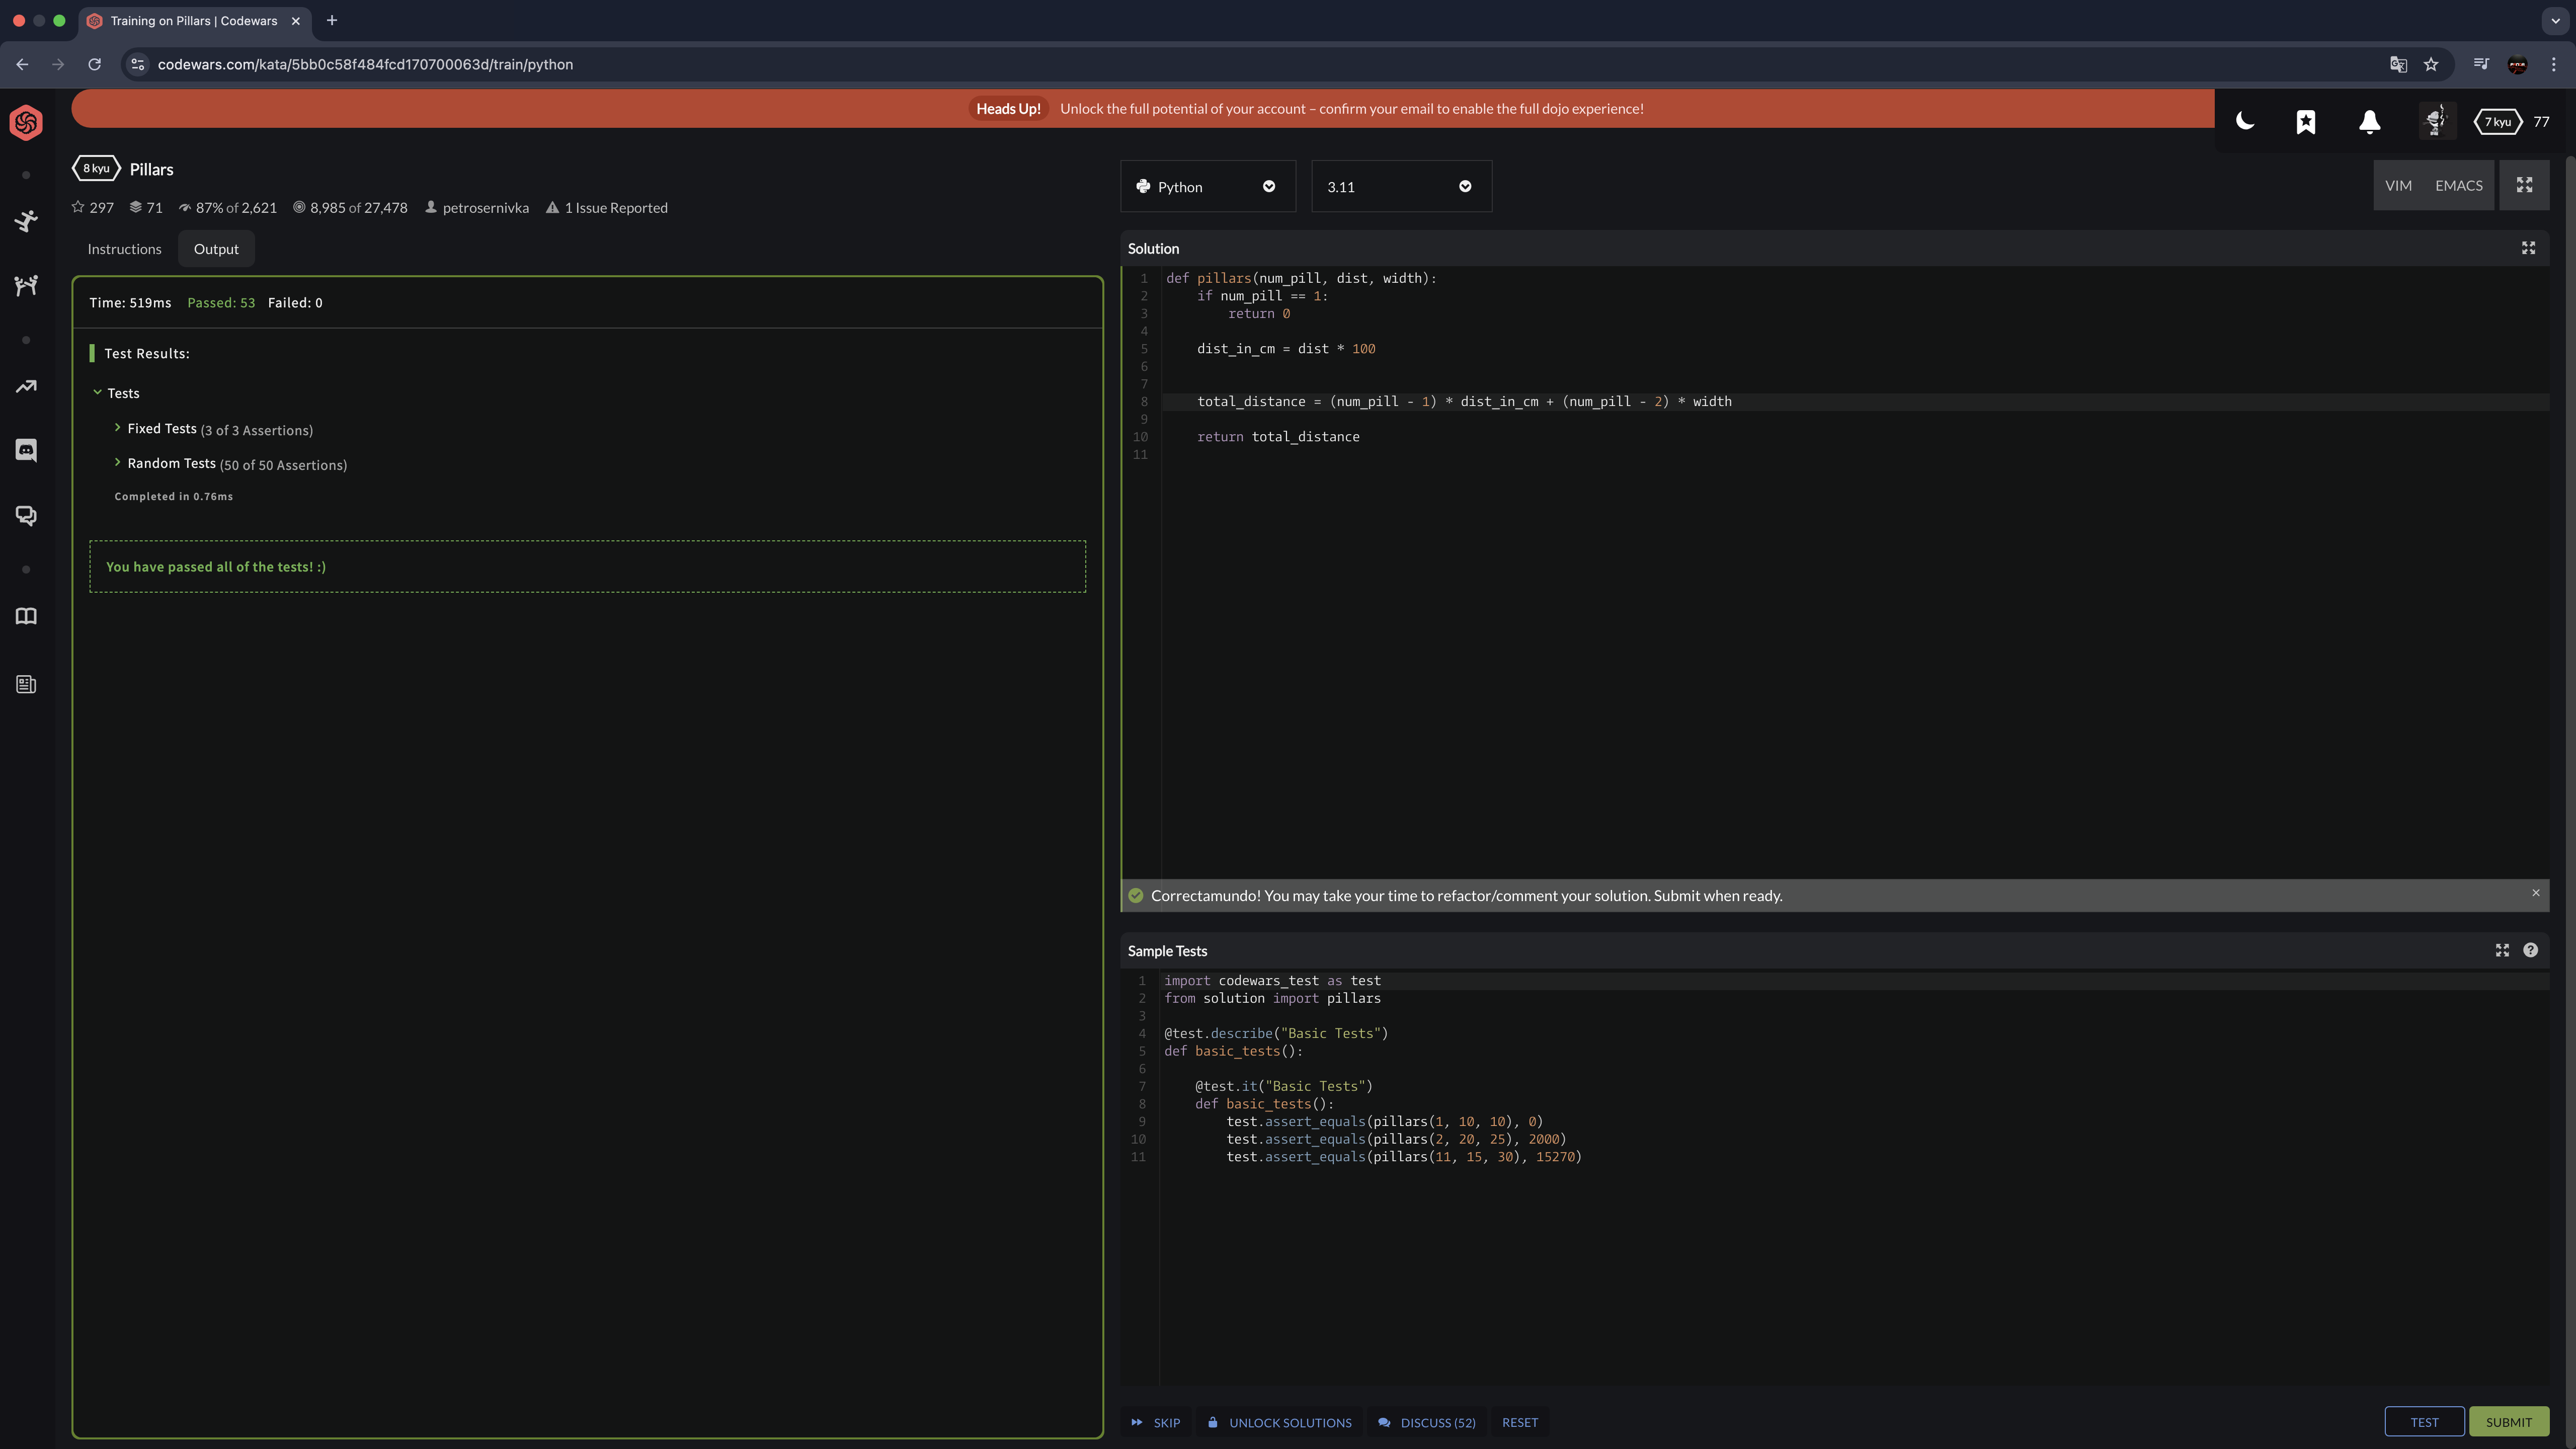 Training on Pillars | Codewars
codewars.com/kata/5bb0c58f484fcd170700063d/train/python
Heads Up! Unlock the full potential of your account – confirm your email to enable the full dojo experience!
7 kyu 77
8 kyu Pillars
297 71 87% of 2,621 8,985 of 27,478 petrosernivka 1 Issue Reported
Instructions Output
Time: 519ms Passed: 53 Failed: 0
Test Results:
Tests
Fixed Tests (3 of 3 Assertions)
Random Tests (50 of 50 Assertions)
Completed in 0.76ms
You have passed all of the tests! :)
Python 3.11 VIM EMACS
Solution
1 def pillars(num_pill, dist, width):
2     if num_pill == 1:
3         return 0
4
5     dist_in_cm = dist * 100
6
7
8     total_distance = (num_pill - 1) * dist_in_cm + (num_pill - 2) * width
9
10     return total_distance
11
Correctamundo! You may take your time to refactor/comment your solution. Submit when ready.
Sample Tests
1 import codewars_test as test
2 from solution import pillars
3
4 @test.describe("Basic Tests")
5 def basic_tests():
6
7     @test.it("Basic Tests")
8     def basic_tests():
9         test.assert_equals(pillars(1, 10, 10), 0)
10         test.assert_equals(pillars(2, 20, 25), 2000)
11         test.assert_equals(pillars(11, 15, 30), 15270)
SKIP UNLOCK SOLUTIONS DISCUSS (52) RESET TEST SUBMIT